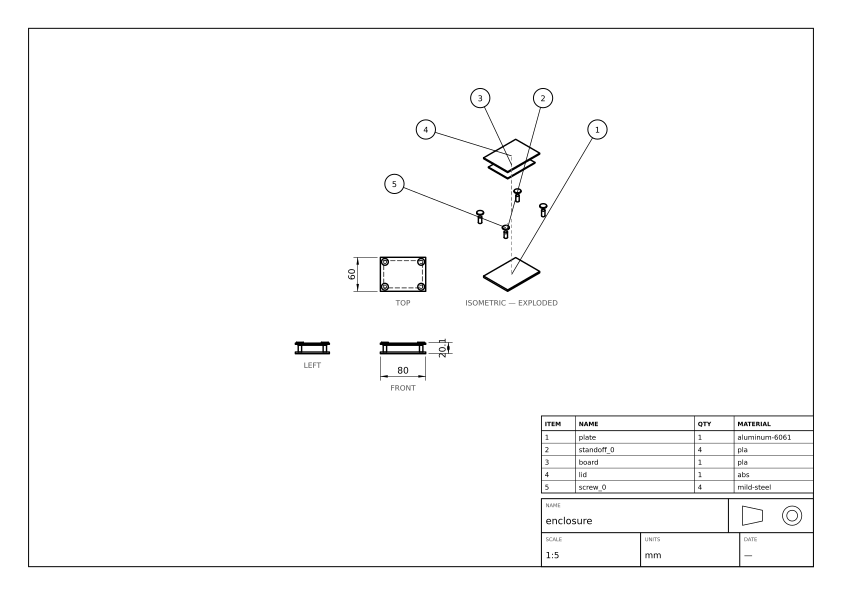 3
2
4
1
5
60
TOP
ISOMETRIC — EXPLODED
20.1
LEFT
80
FRONT
ITEM NAME QTY MATERIAL
1 plate 1 aluminum-6061
2 standoff_0 4 pla
3 board 1 pla
4 lid 1 abs
5 screw_0 4 mild-steel
NAME
enclosure
SCALE UNITS DATE
1:5 mm —